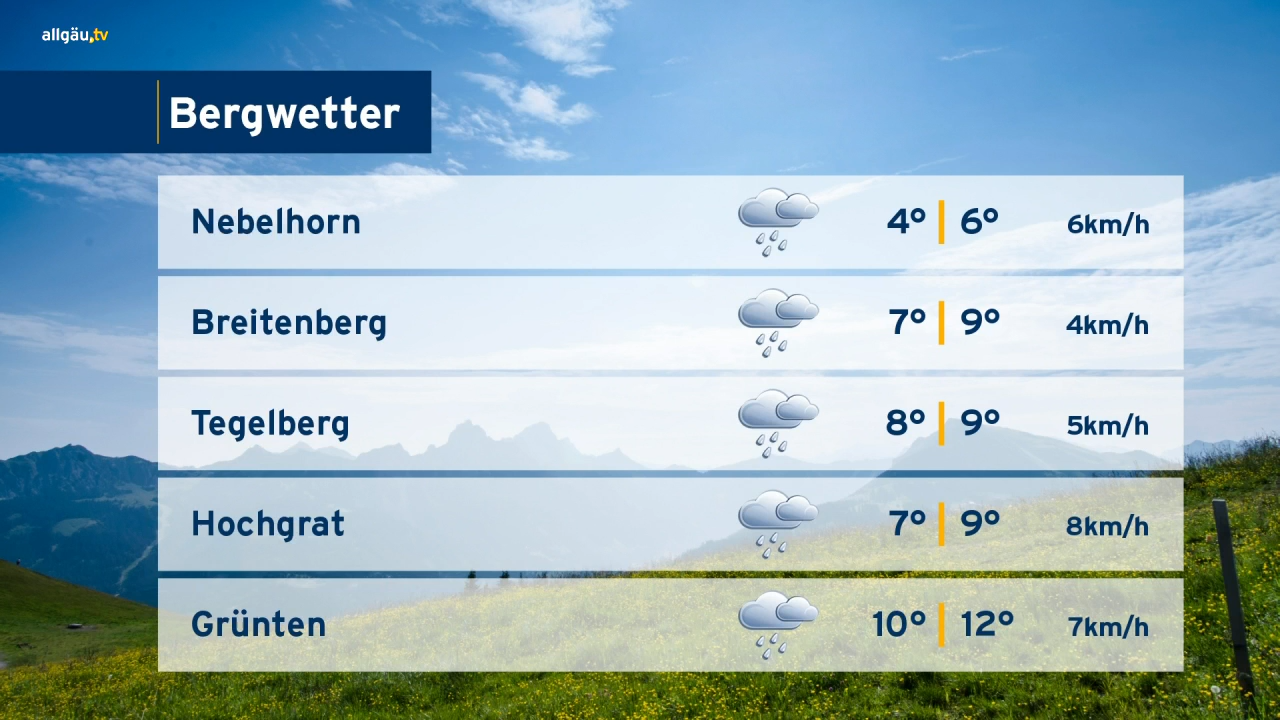 allgäu.tv
Bergwetter
Nebelhorn 4° | 6° 6km/h
Breitenberg 7° | 9° 4km/h
Tegelberg 8° | 9° 5km/h
Hochgrat 7° | 9° 8km/h
Grünten 10° | 12° 7km/h